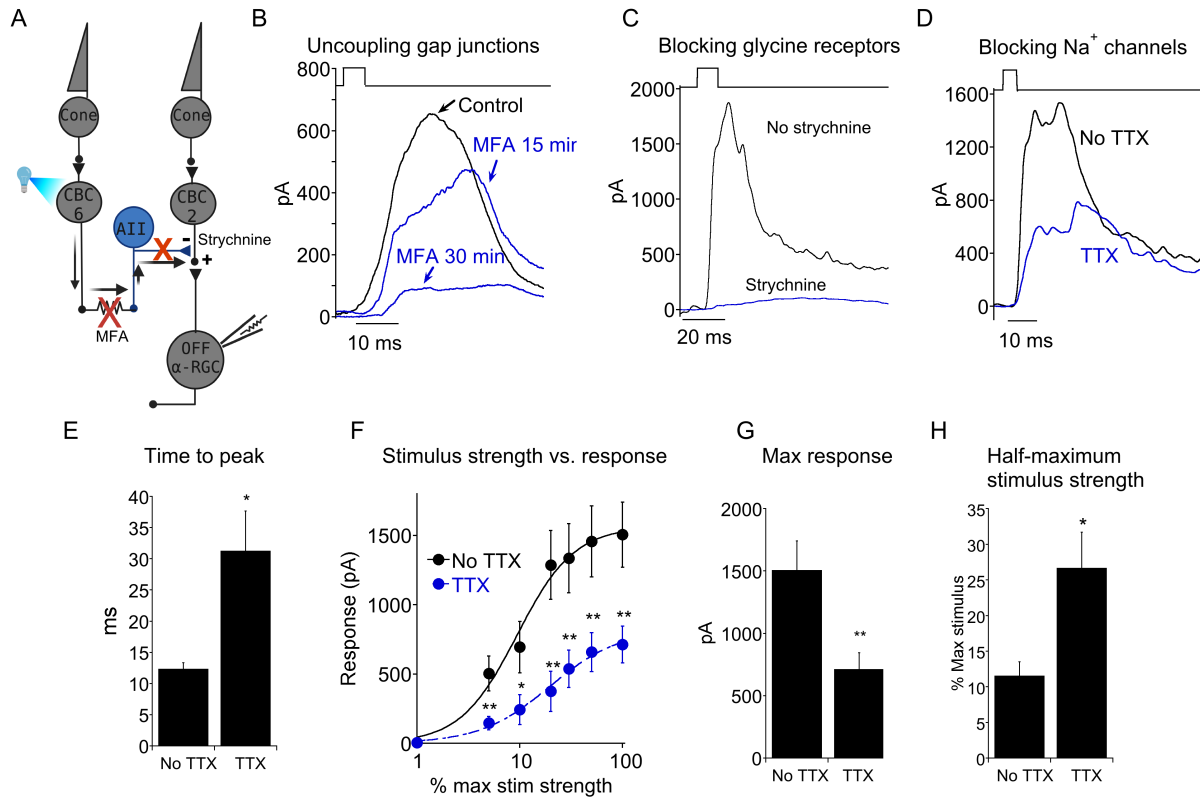 A
Cone
Cone
CBC
6
CBC
2
AII
-
Strychnine
+
MFA
OFF
α-RGC
B
Uncoupling gap junctions
800
600
400
200
0
pA
Control
MFA 15 mir
MFA 30 min
10 ms
C
Blocking glycine receptors
2000
1500
1000
500
0
pA
No strychnine
Strychnine
20 ms
D
Blocking Na+ channels
1600
1200
800
400
0
pA
No TTX
TTX
10 ms
E
Time to peak
40
35
30
25
20
15
10
5
0
ms
*
No TTX
TTX
F
Stimulus strength vs. response
1500
1000
500
0
Response (pA)
No TTX
TTX
**
*
**
**
**
**
1
10
100
% max stim strength
G
Max response
2000
1500
1000
500
0
pA
**
No TTX
TTX
H
Half-maximum
stimulus strength
35
30
25
20
15
10
5
0
% Max stimulus
*
No TTX
TTX